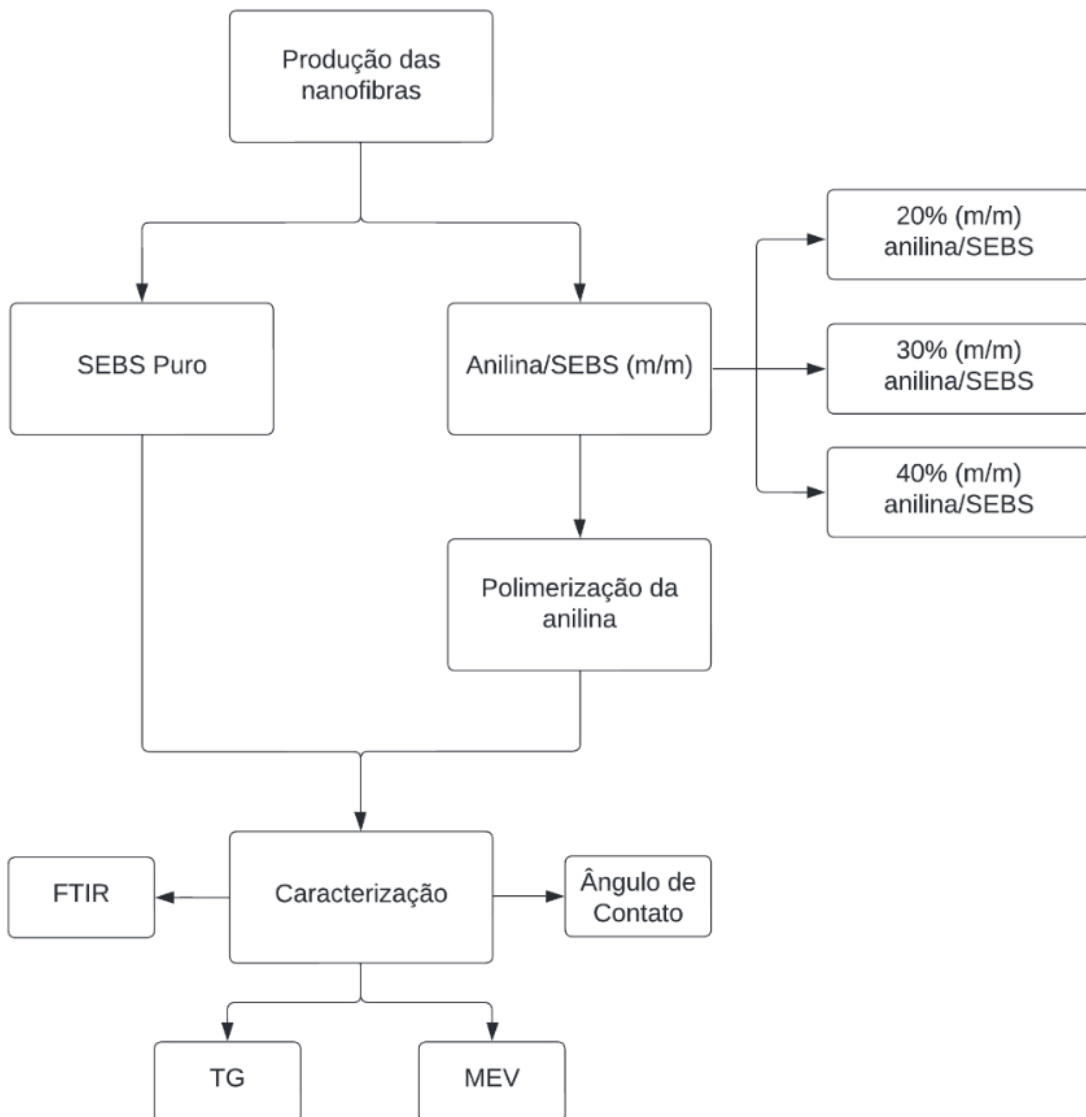 Produção das
nanofibras
20% (m/m)
anilina/SEBS
SEBS Puro
Anilina/SEBS (m/m)
30% (m/m)
anilina/SEBS
40% (m/m)
anilina/SEBS
Polimerização da
anilina
FTIR
Caracterização
Ângulo de
Contato
TG
MEV